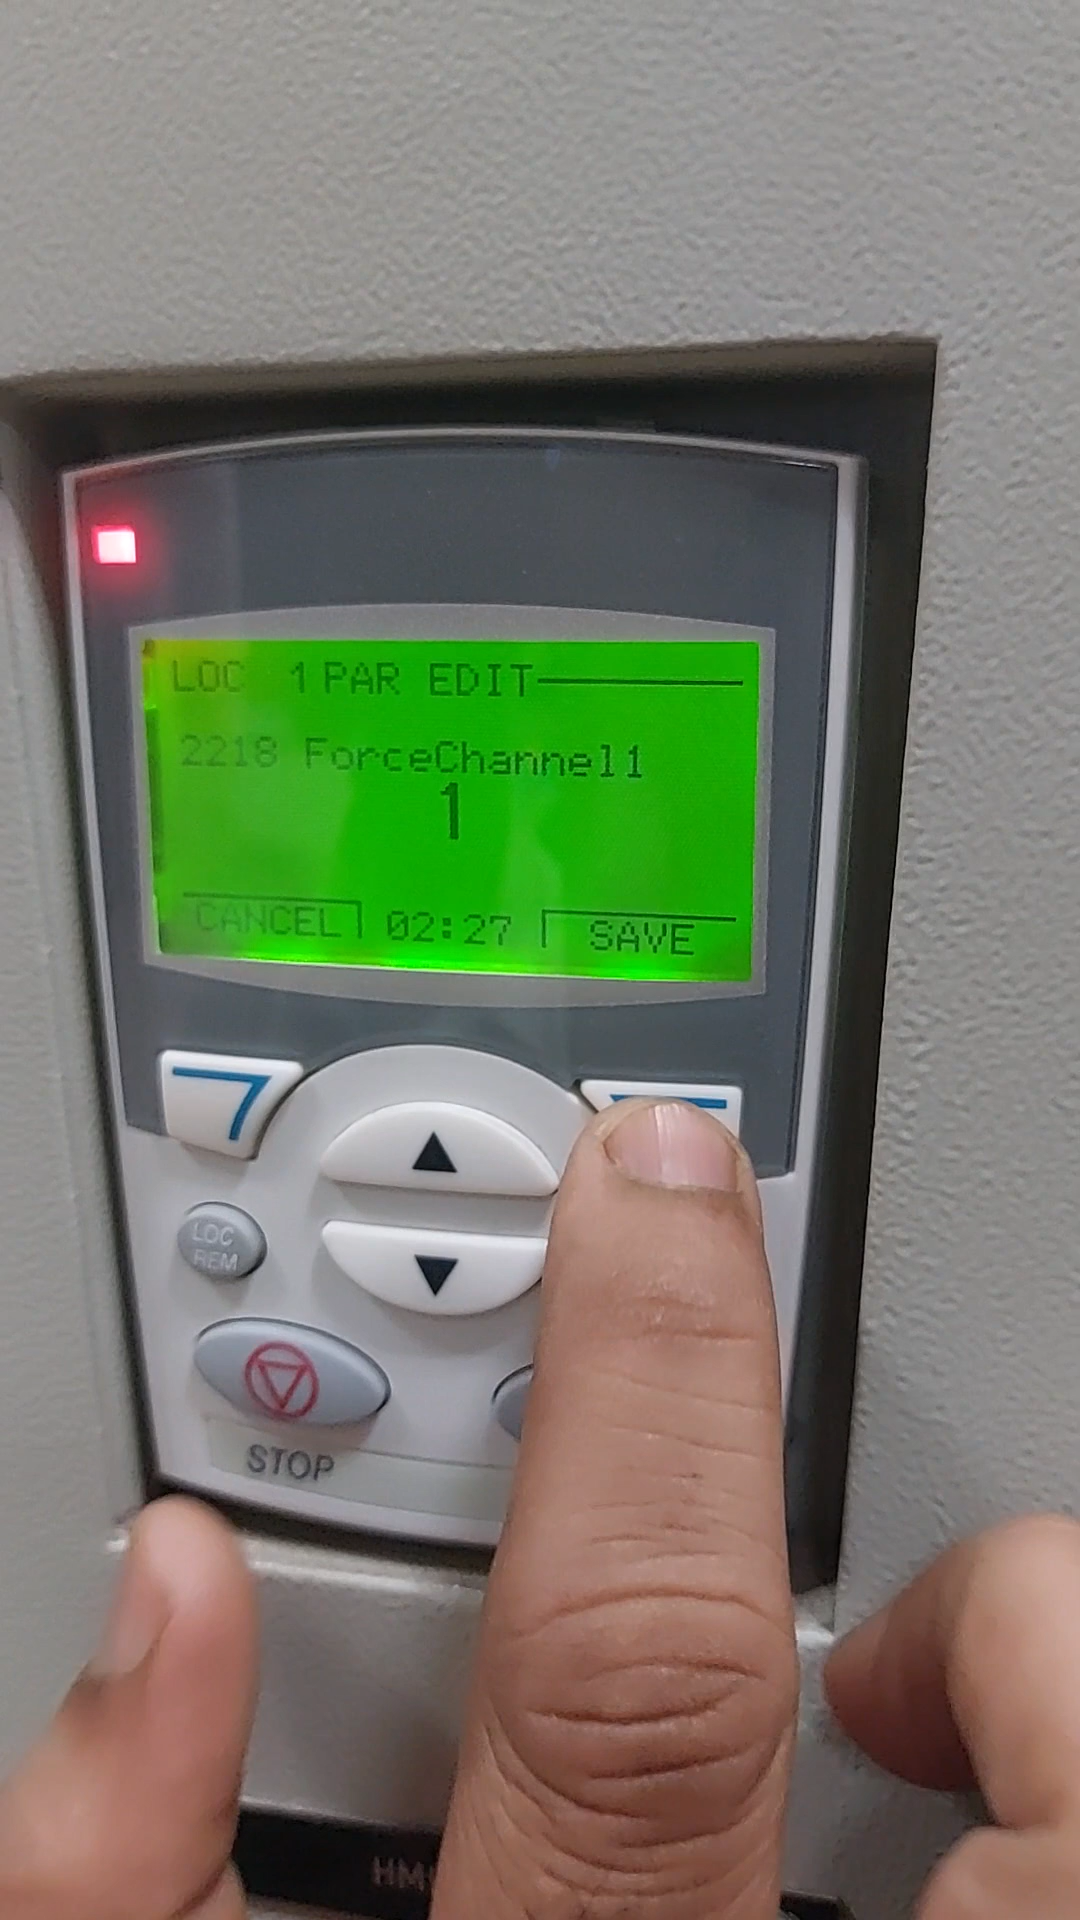 LOC 1 PAR EDIT
2218 ForceChannel1
1
CANCEL 02:27 SAVE
LOC
REM
STOP